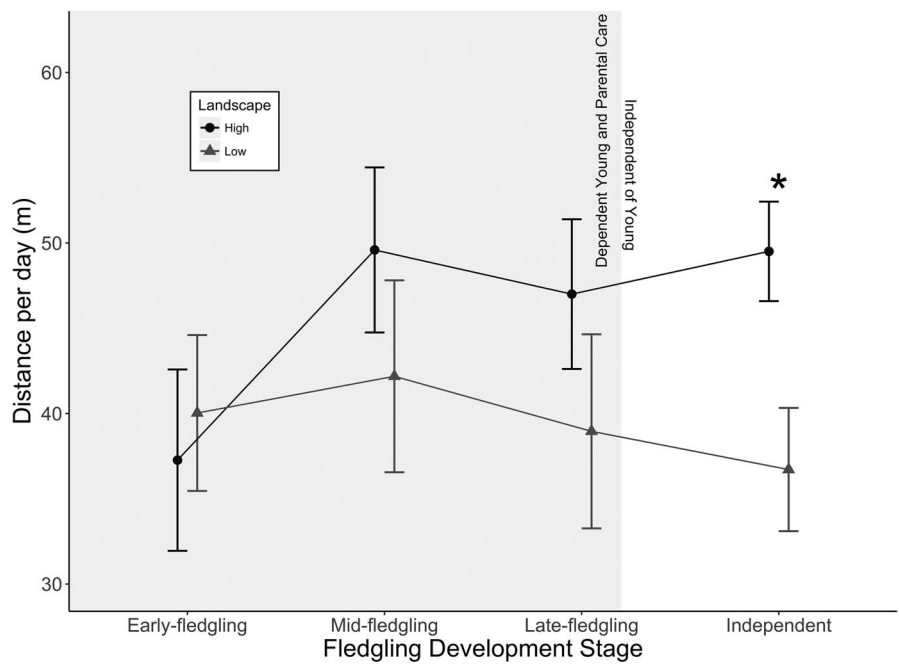 60
50
40
30
Distance per day (m)
Landscape
High
Low
Dependent Young and Parental Care
Independent of Young
*
Early-fledgling
Mid-fledgling
Late-fledgling
Independent
Fledgling Development Stage